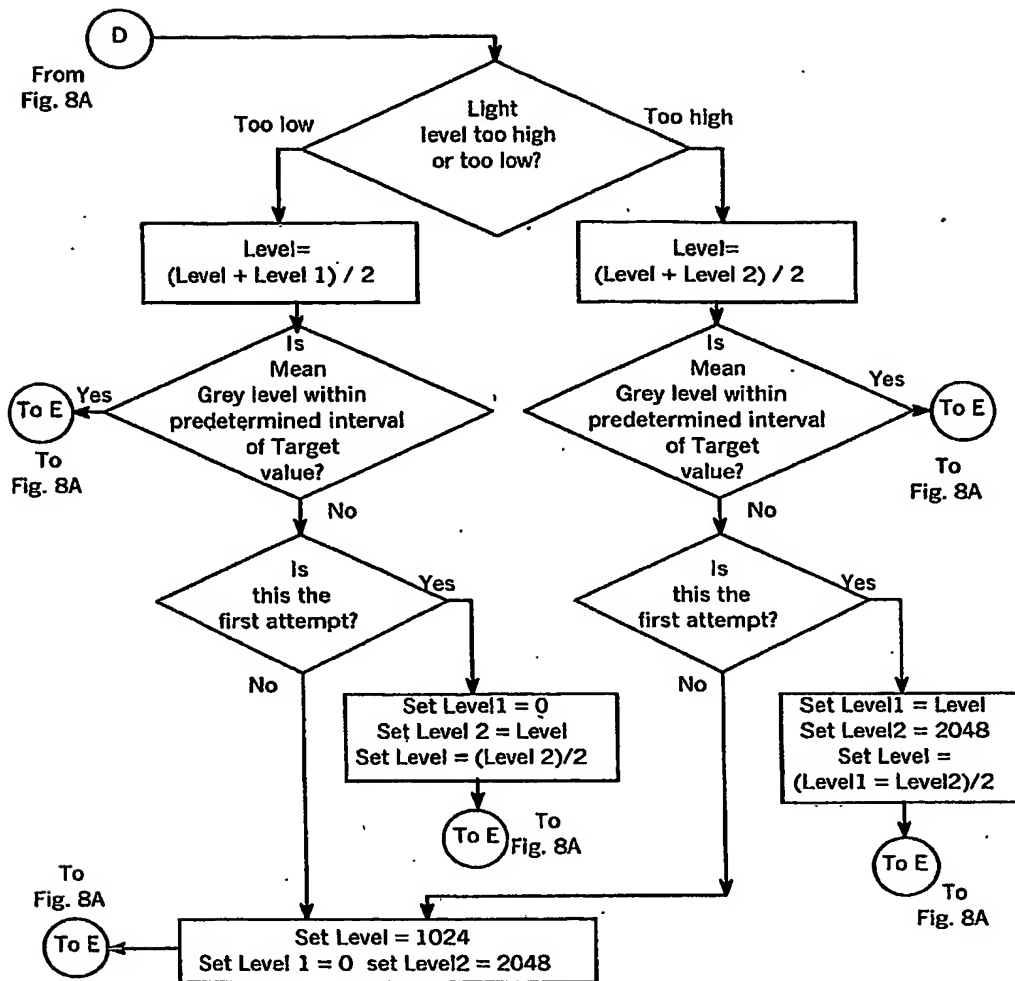 D
From
Fig. 8A
Light
level too high
or too low?
Too low
Too high
Level=
(Level + Level 1) / 2
Level=
(Level + Level 2) / 2
Is
Mean
Grey level within
predetermined interval
of Target
value?
Yes
To E
To
Fig. 8A
No
Is
Mean
Grey level within
predetermined interval
of Target
value?
Yes
To E
To
Fig. 8A
No
Is
this the
first attempt?
Yes
No
Is
this the
first attempt?
Yes
No
Set Level1 = 0
Set Level 2 = Level
Set Level = (Level 2)/2
To E
To
Fig. 8A
Set Level1 = Level
Set Level2 = 2048
Set Level =
(Level1 = Level2)/2
To E
To
Fig. 8A
To
Fig. 8A
To E
Set Level = 1024
Set Level 1 = 0 set Level2 = 2048